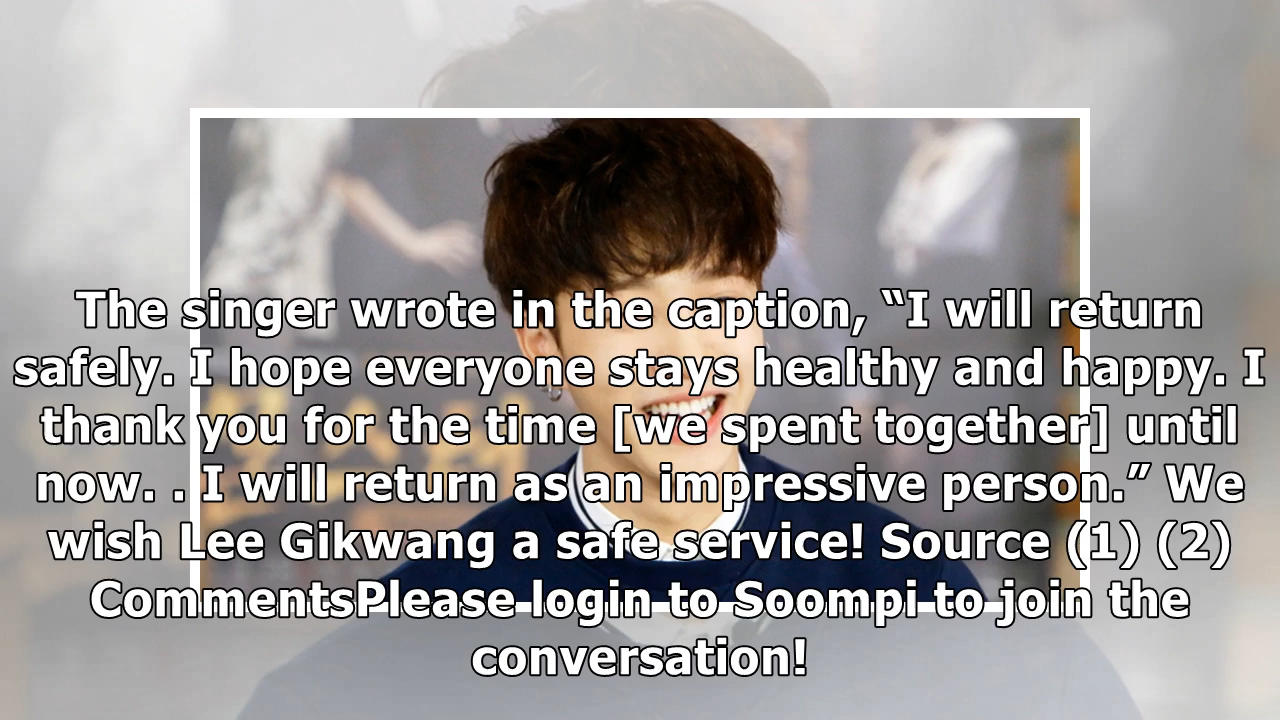 The singer wrote in the caption, “I will return
safely. I hope everyone stays healthy and happy. I
thank you for the time [we spent together] until
now. . I will return as an impressive person.” We
wish Lee Gikwang a safe service! Source (1) (2)
CommentsPlease login to Soompi to join the
conversation!